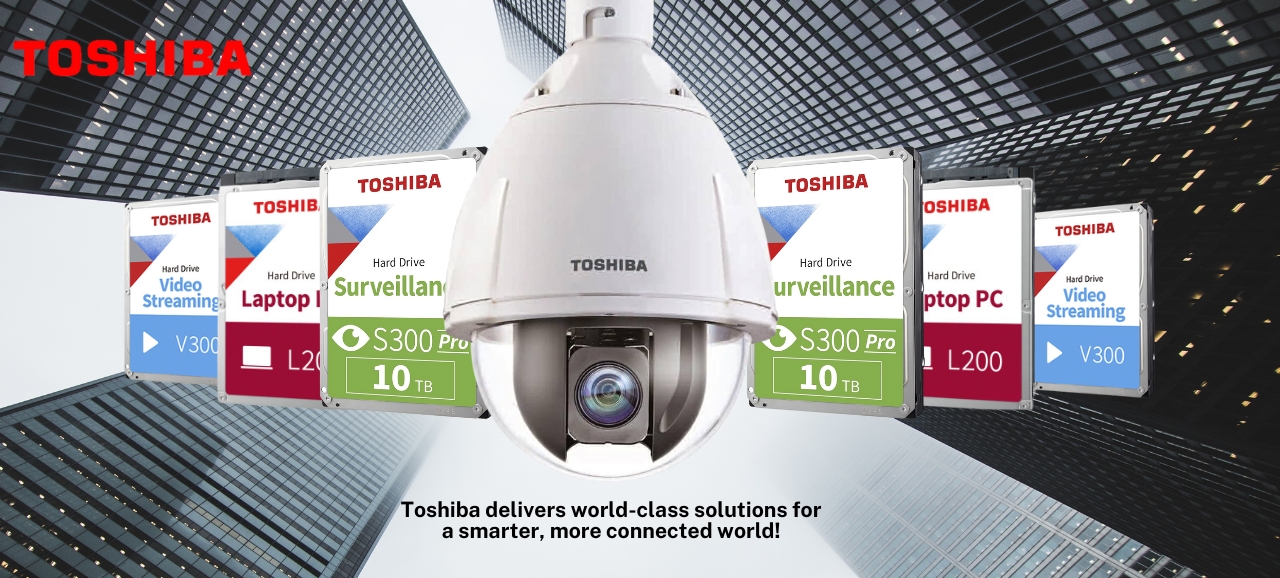 TOSHIBA
TOSHIBA
Hard Drive
Video
Streaming
V300
TOSHIBA
Hard Drive
Laptop
L20
TOSHIBA
Hard Drive
Surveillanc
S300 Pro
10 TB
TOSHIBA
TOSHIBA
Hard Drive
urveillance
S300 Pro
10 TB
OSHIBA
Hard Drive
ptop PC
L200
TOSHIBA
Hard Drive
Video
Streaming
V300
Toshiba delivers world-class solutions for
a smarter, more connected world!